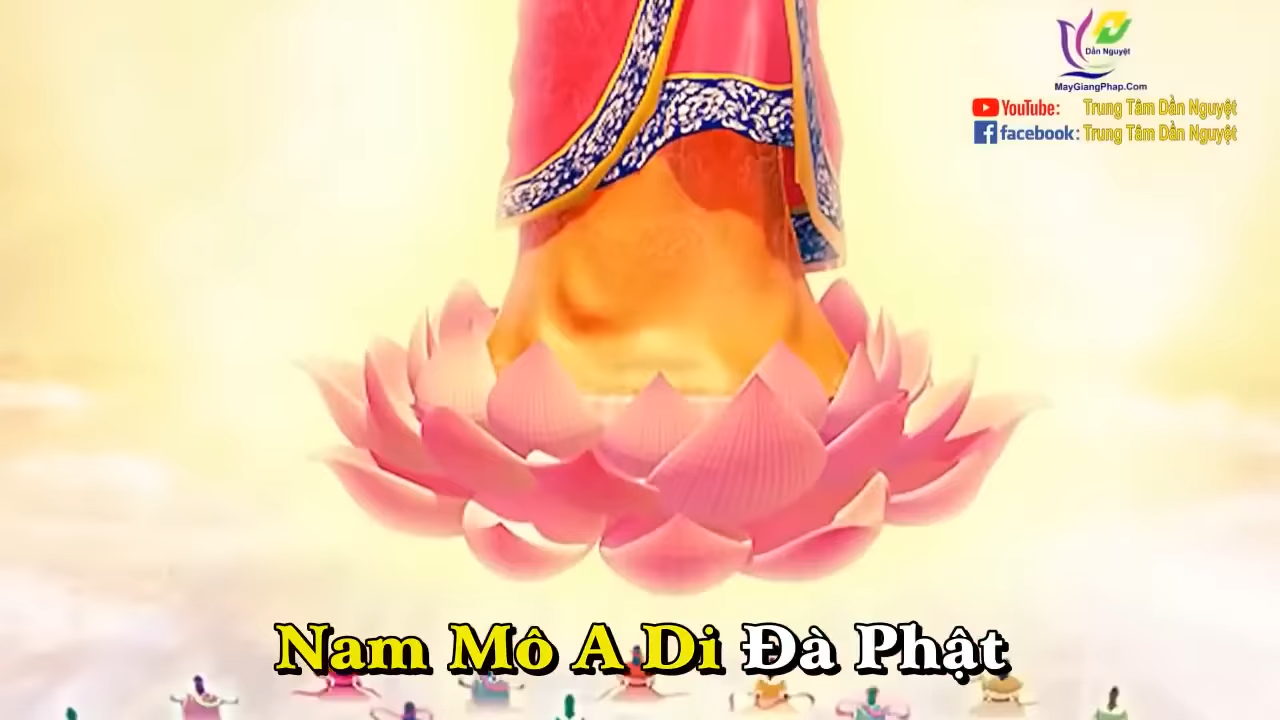 Dẫn Nguyệt
MayGiangPhap.Com
YouTube: Trung Tâm Dẫn Nguyệt
facebook: Trung Tâm Dẫn Nguyệt
Nam Mô A Di Đà Phật